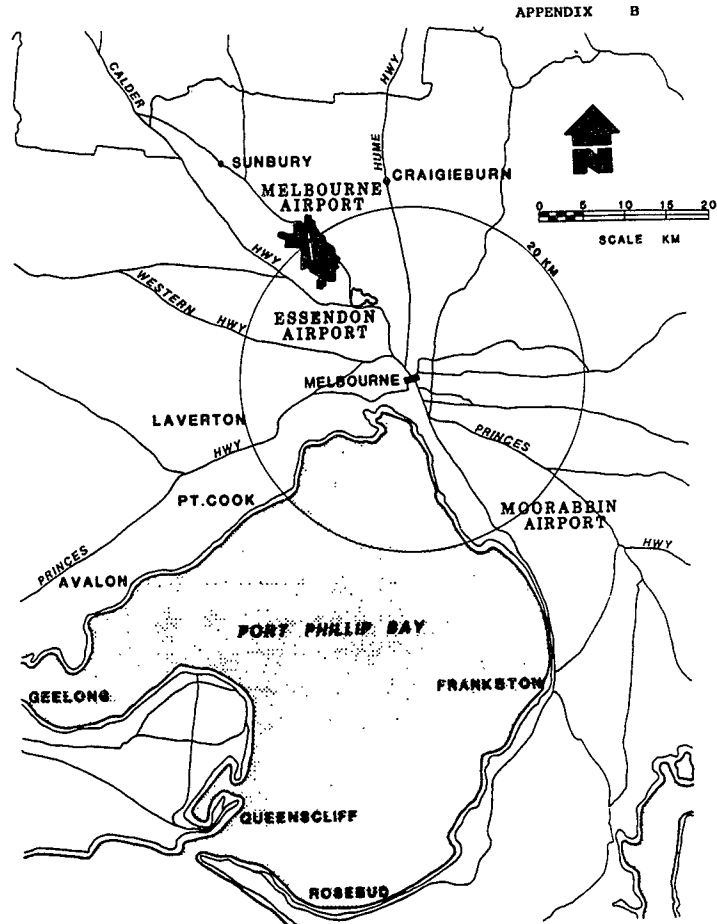 APPENDIX B
CALDER
HWY
HUME
SUNBURY
CRAIGIEBURN
MELBOURNE
AIRPORT
N
0 5 10 15 20
SCALE KM
20 KM
HWY
WESTERN
HWY
ESSENDON
AIRPORT
MELBOURNE
LAVERTON
HWY
PRINCES
PT. COOK
MOORABBIN
AIRPORT
HWY
PRINCES
AVALON
PORT PHILLIP BAY
GEELONG
FRANKSTON
QUEENSCLIFF
ROSEBUD